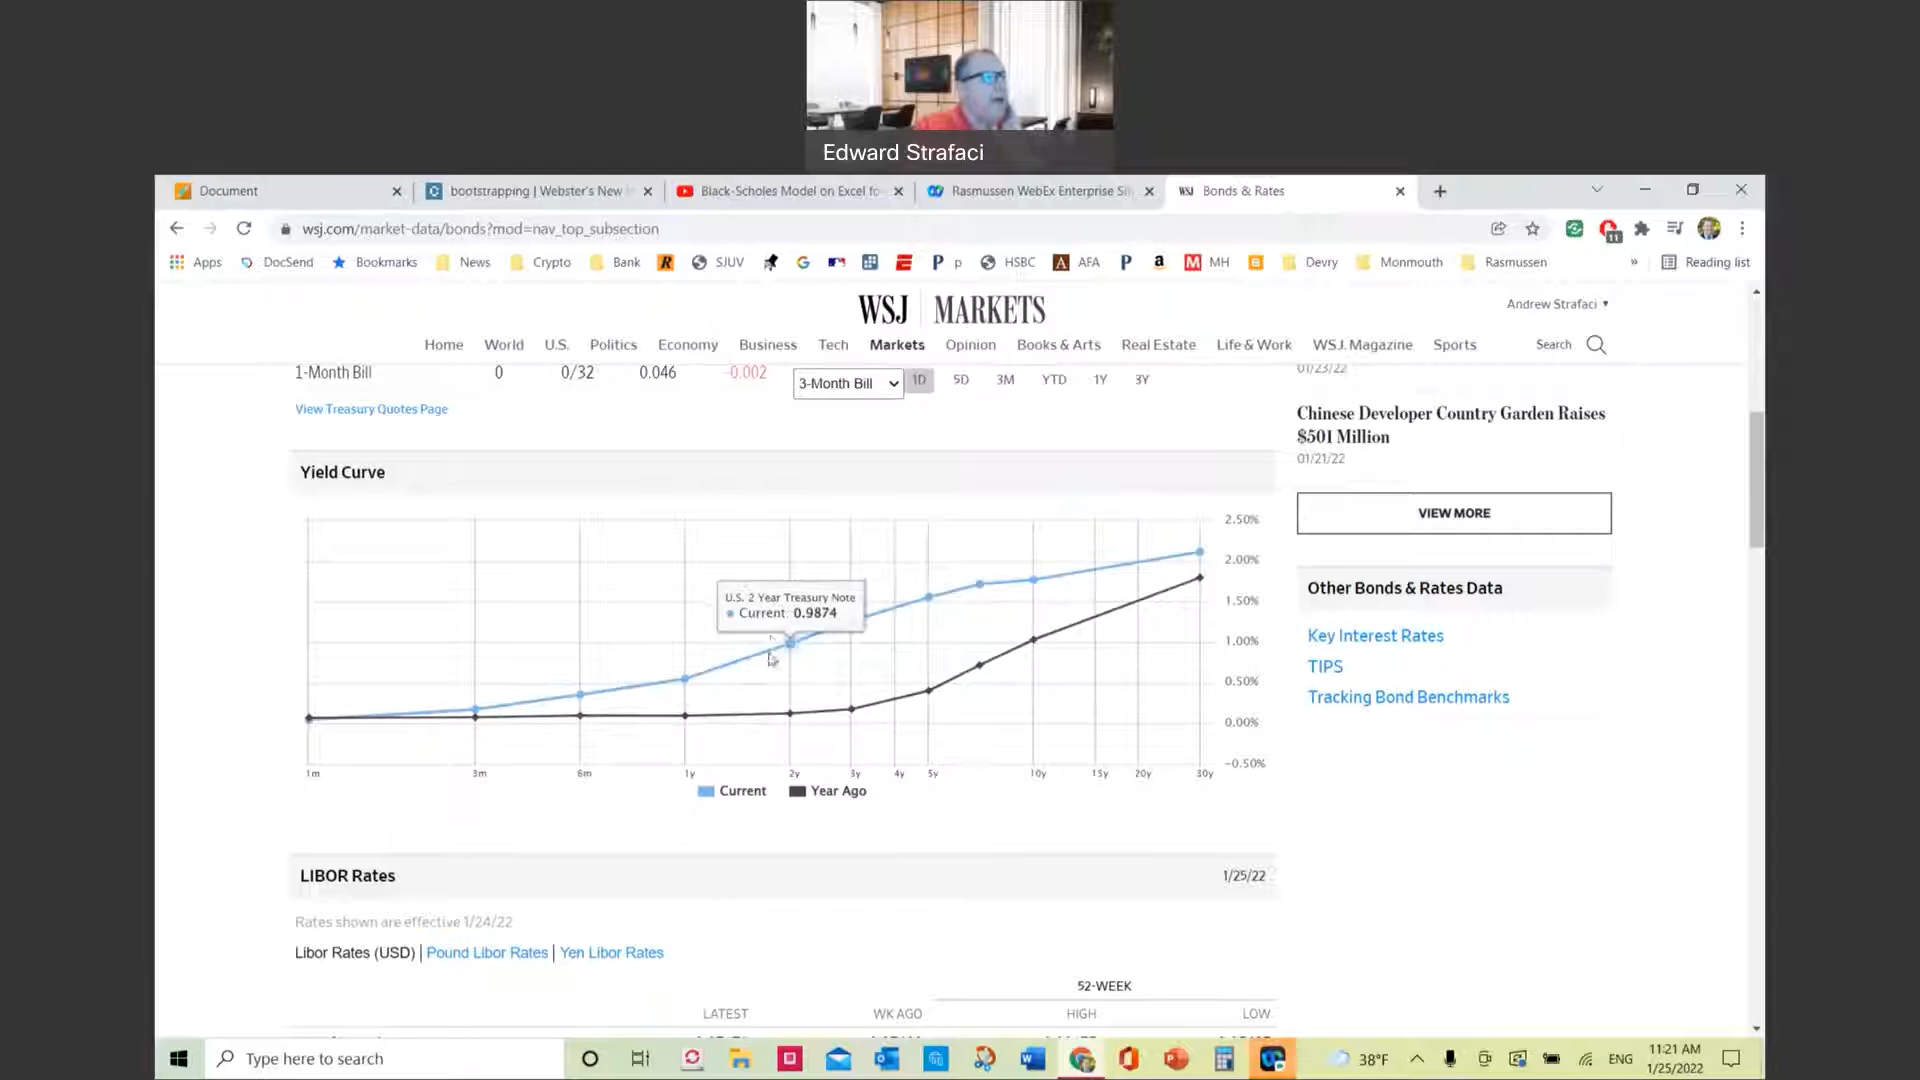 Edward Strafaci
Document
bootstrapping | Webster's New
Black-Scholes Model on Excel fo
Rasmussen WebEx Enterprise Sit
WSJ Bonds & Rates
wsj.com/market-data/bonds?mod=nav_top_subsection
11
Apps DocSend Bookmarks News Crypto Bank R SJUV G E P p HSBC A AFA P a M MH Devry Monmouth Rasmussen » Reading list
WSJ MARKETS
Andrew Strafaci
Home World U.S. Politics Economy Business Tech Markets Opinion Books & Arts Real Estate Life & Work WSJ. Magazine Sports Search
1-Month Bill 0 0/32 0.046 -0.002
3-Month Bill 1D 5D 3M YTD 1Y 3Y
View Treasury Quotes Page
01/23/22
Chinese Developer Country Garden Raises
$501 Million
01/21/22
VIEW MORE
Other Bonds & Rates Data
Key Interest Rates
TIPS
Tracking Bond Benchmarks
Yield Curve
2.50%
2.00%
1.50%
1.00%
0.50%
0.00%
-0.50%
U.S. 2 Year Treasury Note
Current: 0.9874
1m 3m 6m 1y 2y 3y 4y 5y 10y 15y 20y 30y
Current Year Ago
LIBOR Rates 1/25/22
Rates shown are effective 1/24/22
Libor Rates (USD) | Pound Libor Rates | Yen Libor Rates
52-WEEK
LATEST WK AGO HIGH LOW
Type here to search
38°F
ENG
11:21 AM
1/25/2022